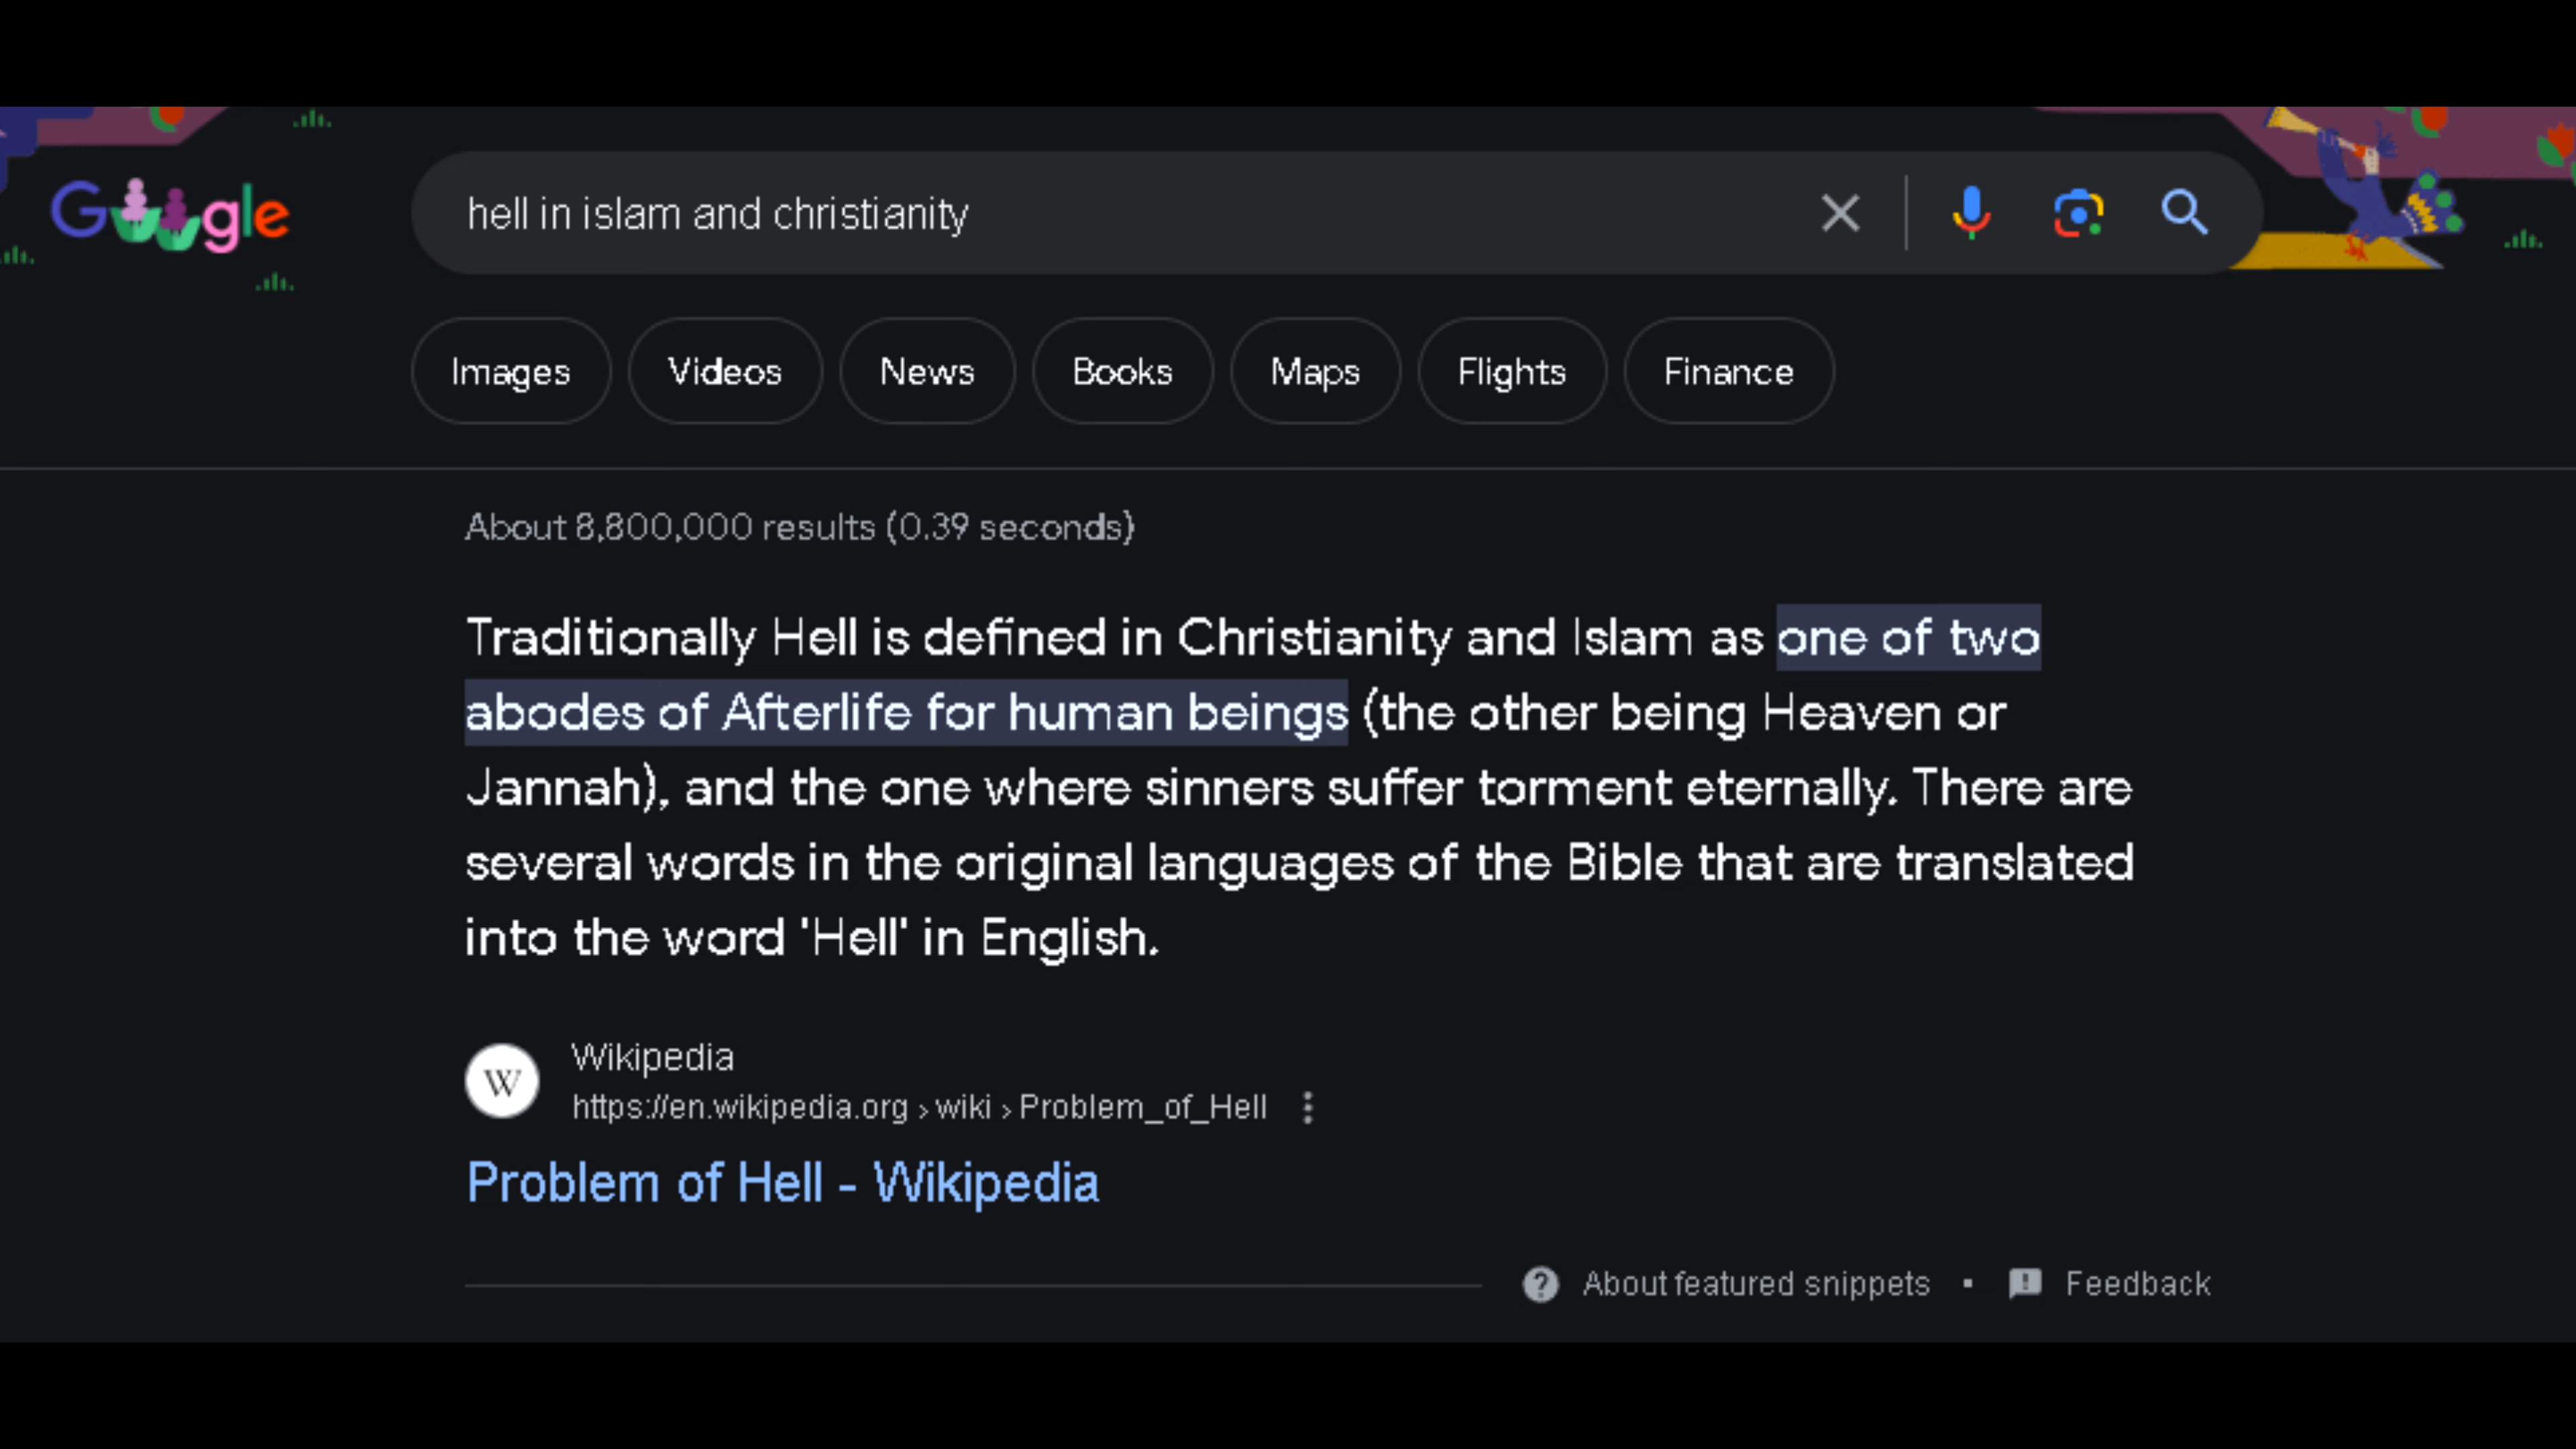 Google
hell in islam and christianity
Images Videos News Books Maps Flights Finance
About 8,800,000 results (0.39 seconds)
Traditionally Hell is defined in Christianity and Islam as one of two
abodes of Afterlife for human beings (the other being Heaven or
Jannah), and the one where sinners suffer torment eternally. There are
several words in the original languages of the Bible that are translated
into the word 'Hell' in English.
W
Wikipedia
https://en.wikipedia.org › wiki › Problem_of_Hell
Problem of Hell - Wikipedia
About featured snippets • Feedback